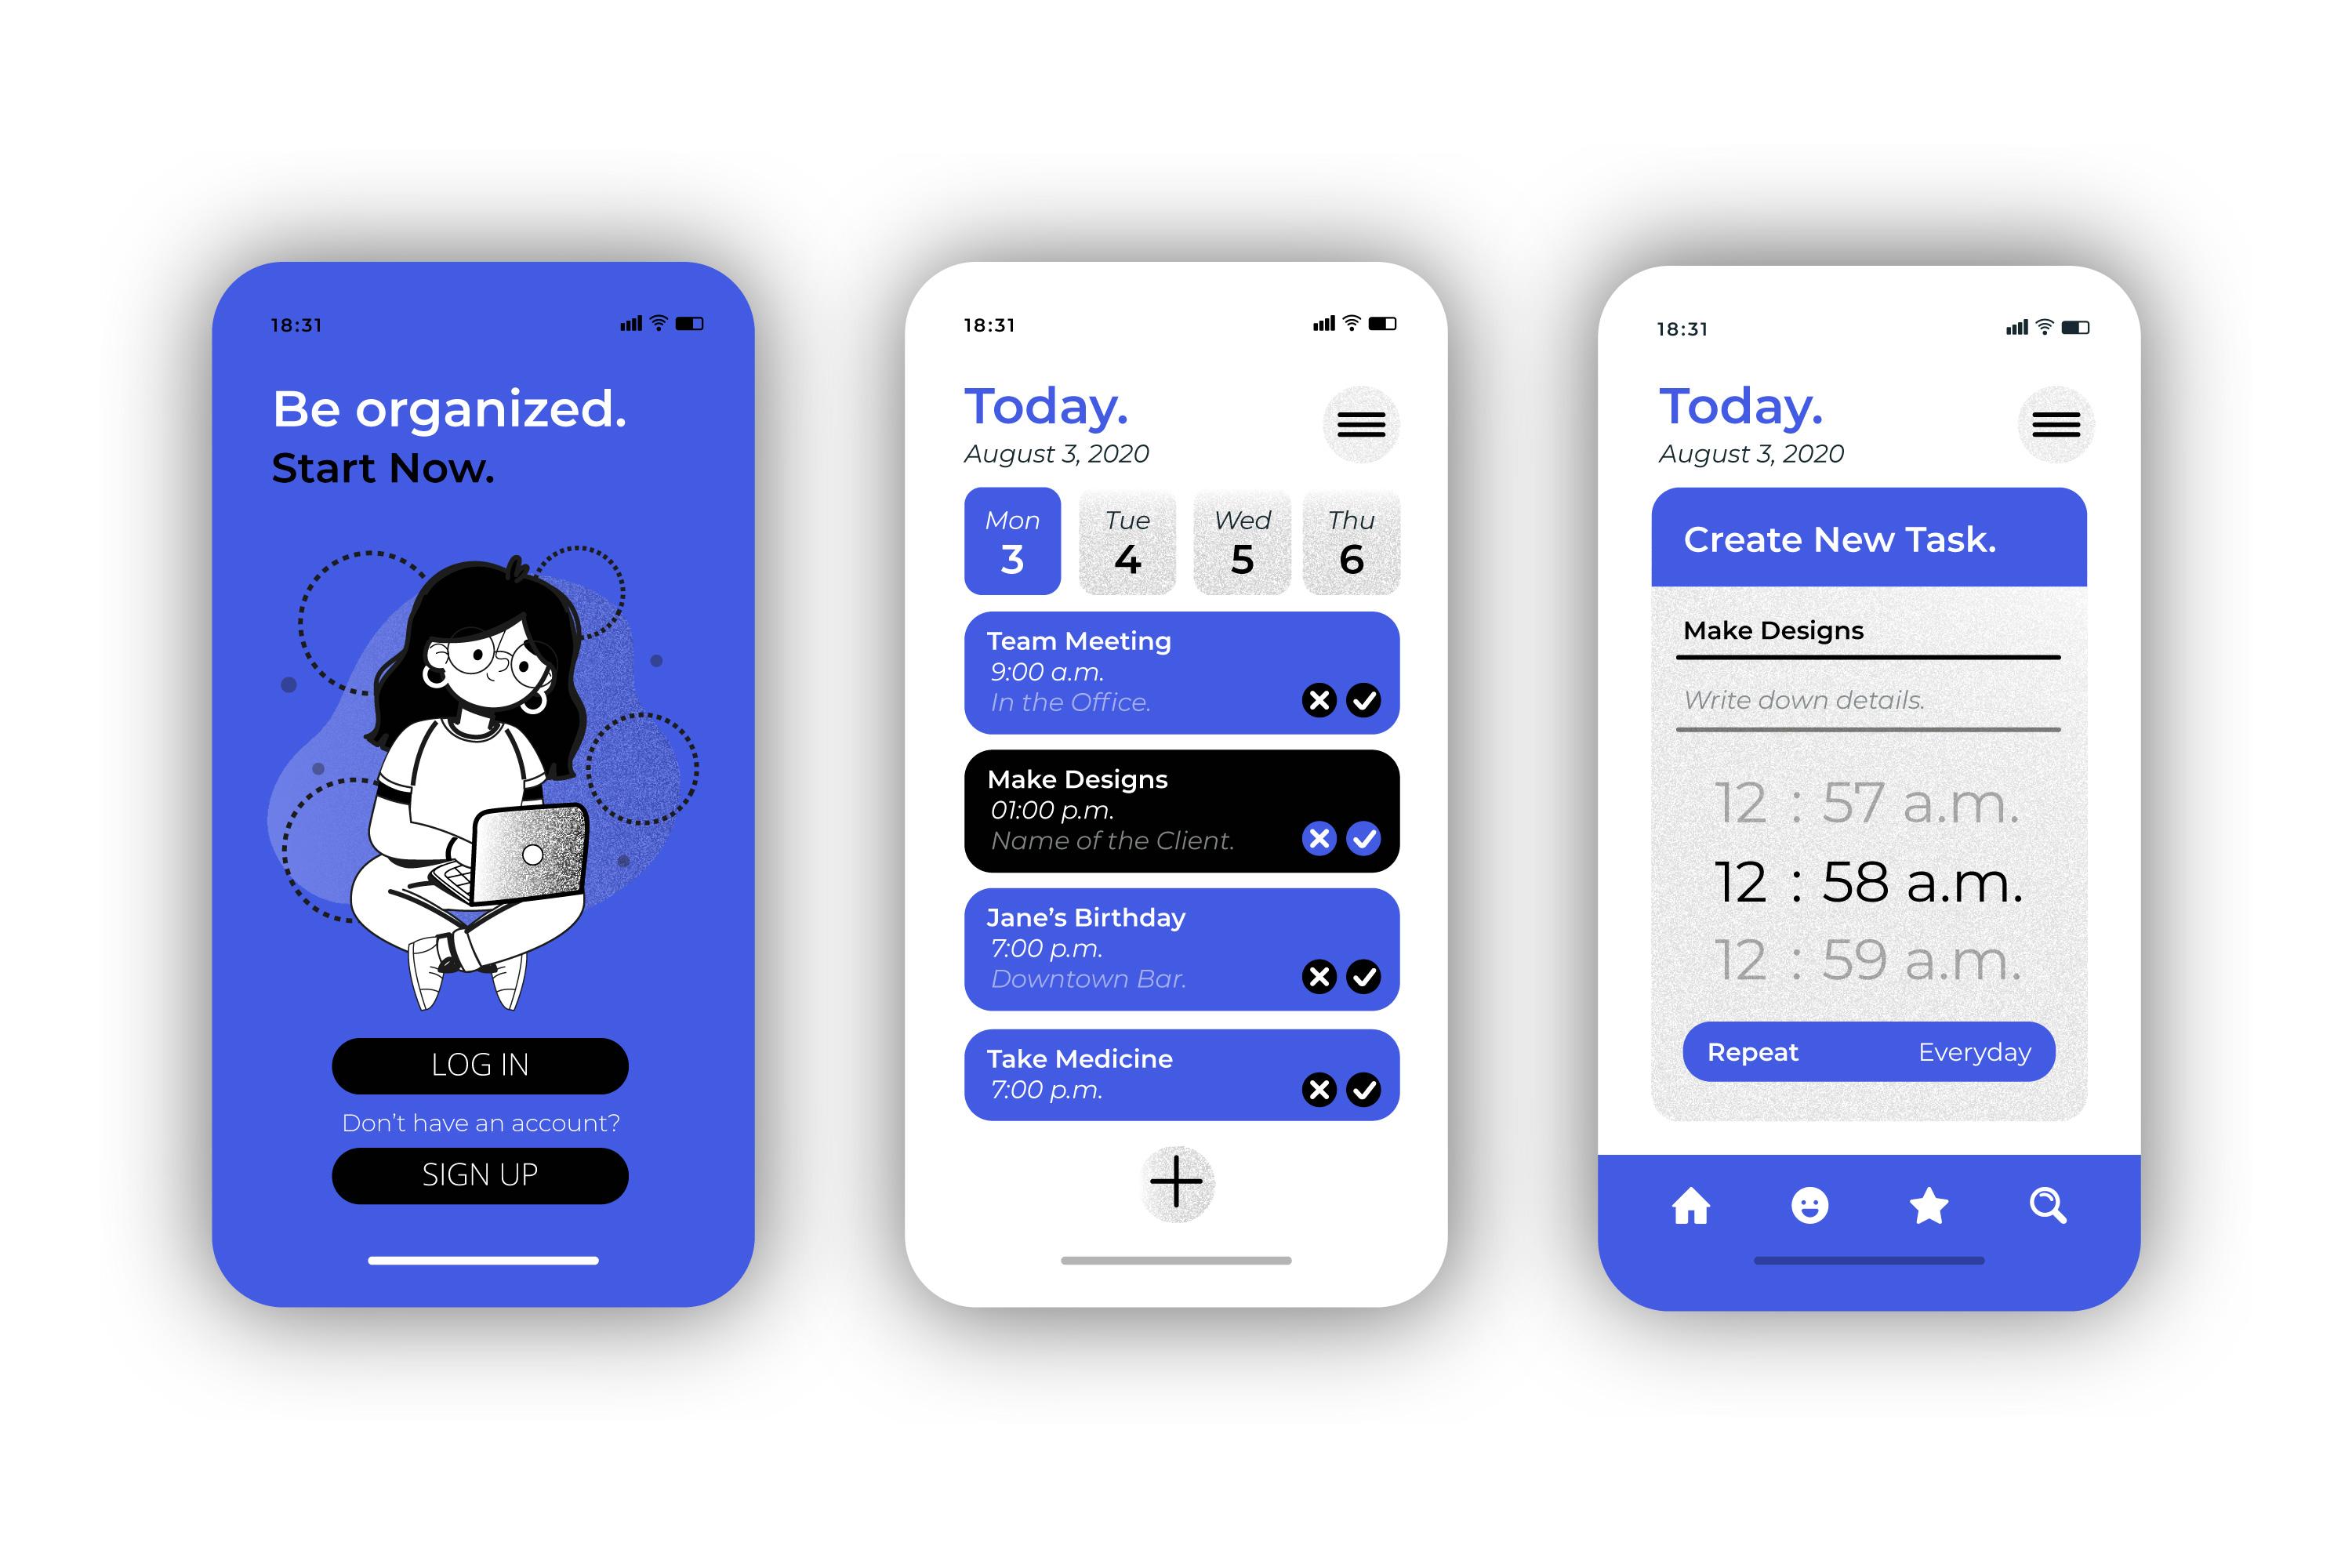 18:31
Be organized.
Start Now.
LOG IN
Don't have an account?
SIGN UP
18:31
Today.
August 3, 2020
Mon Tue Wed Thu
3 4 5 6
Team Meeting
9:00 a.m.
In the Office.
Make Designs
01:00 p.m.
Name of the Client.
Jane’s Birthday
7:00 p.m.
Downtown Bar.
Take Medicine
7:00 p.m.
18:31
Today.
August 3, 2020
Create New Task.
Make Designs
Write down details.
12 : 57 a.m.
12 : 58 a.m.
12 : 59 a.m.
Repeat Everyday